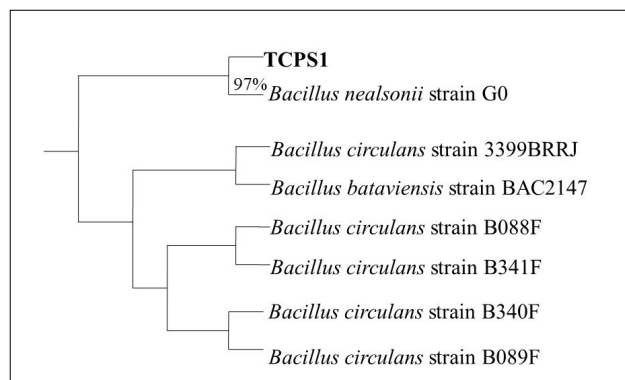 TCPS1
97%
Bacillus nealsonii strain G0
Bacillus circulans strain 3399BRRJ
Bacillus bataviensis strain BAC2147
Bacillus circulans strain B088F
Bacillus circulans strain B341F
Bacillus circulans strain B340F
Bacillus circulans strain B089F